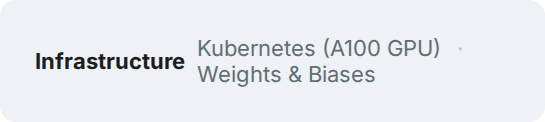 Infrastructure
Kubernetes (A100 GPU) ·
Weights & Biases